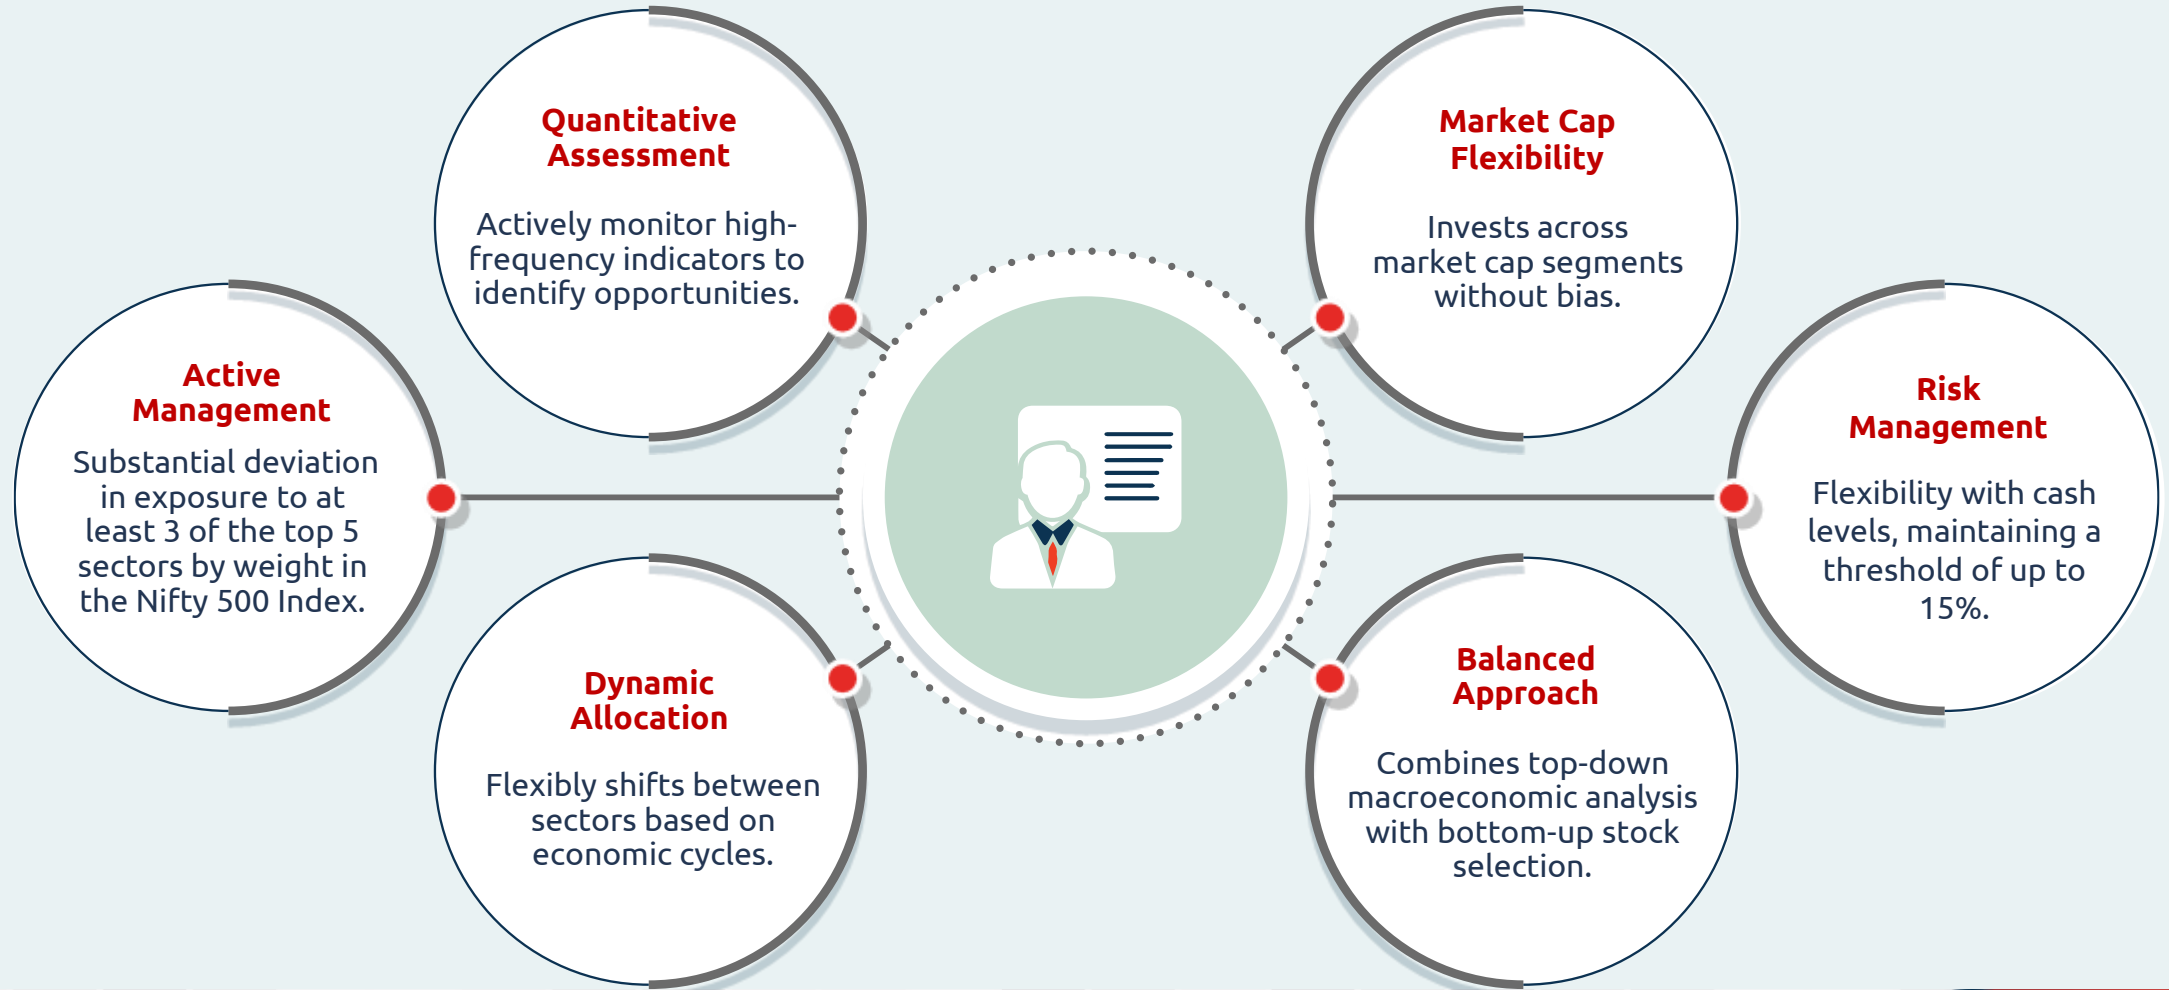 Quantitative
Assessment
Actively monitor high-
frequency indicators to
identify opportunities.
Market Cap
Flexibility
Invests across
market cap segments
without bias.
Active
Management
Substantial deviation
in exposure to at
least 3 of the top 5
sectors by weight in
the Nifty 500 Index.
Risk
Management
Flexibility with cash
levels, maintaining a
threshold of up to
15%.
Dynamic
Allocation
Flexibly shifts between
sectors based on
economic cycles.
Balanced
Approach
Combines top-down
macroeconomic analysis
with bottom-up stock
selection.